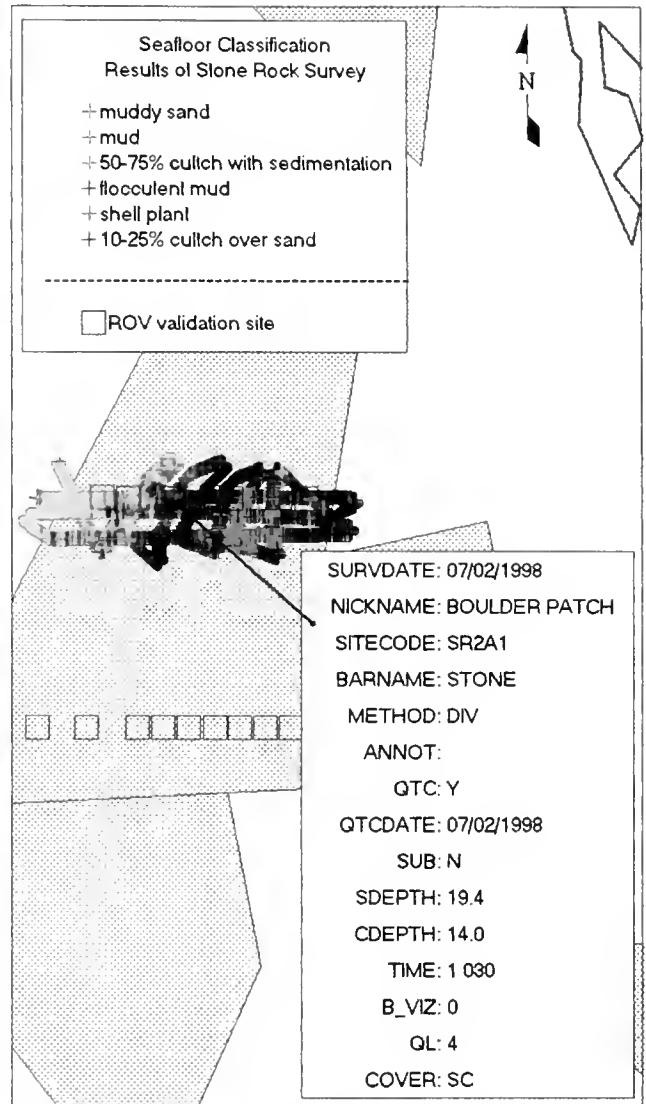 Seafloor Classification
Results of Stone Rock Survey
muddy sand
mud
50-75% cultch with sedimentation
flocculent mud
shell plant
10-25% cultch over sand
ROV validation site
N
SURVDATE: 07/02/1998
NICKNAME: BOULDER PATCH
SITECODE: SR2A1
BARNAME: STONE
METHOD: DIV
ANNOT:
QTC: Y
QTCDATE: 07/02/1998
SUB: N
SDEPTH: 19.4
CDEPTH: 14.0
TIME: 1 030
B_VIZ: 0
QL: 4
COVER: SC